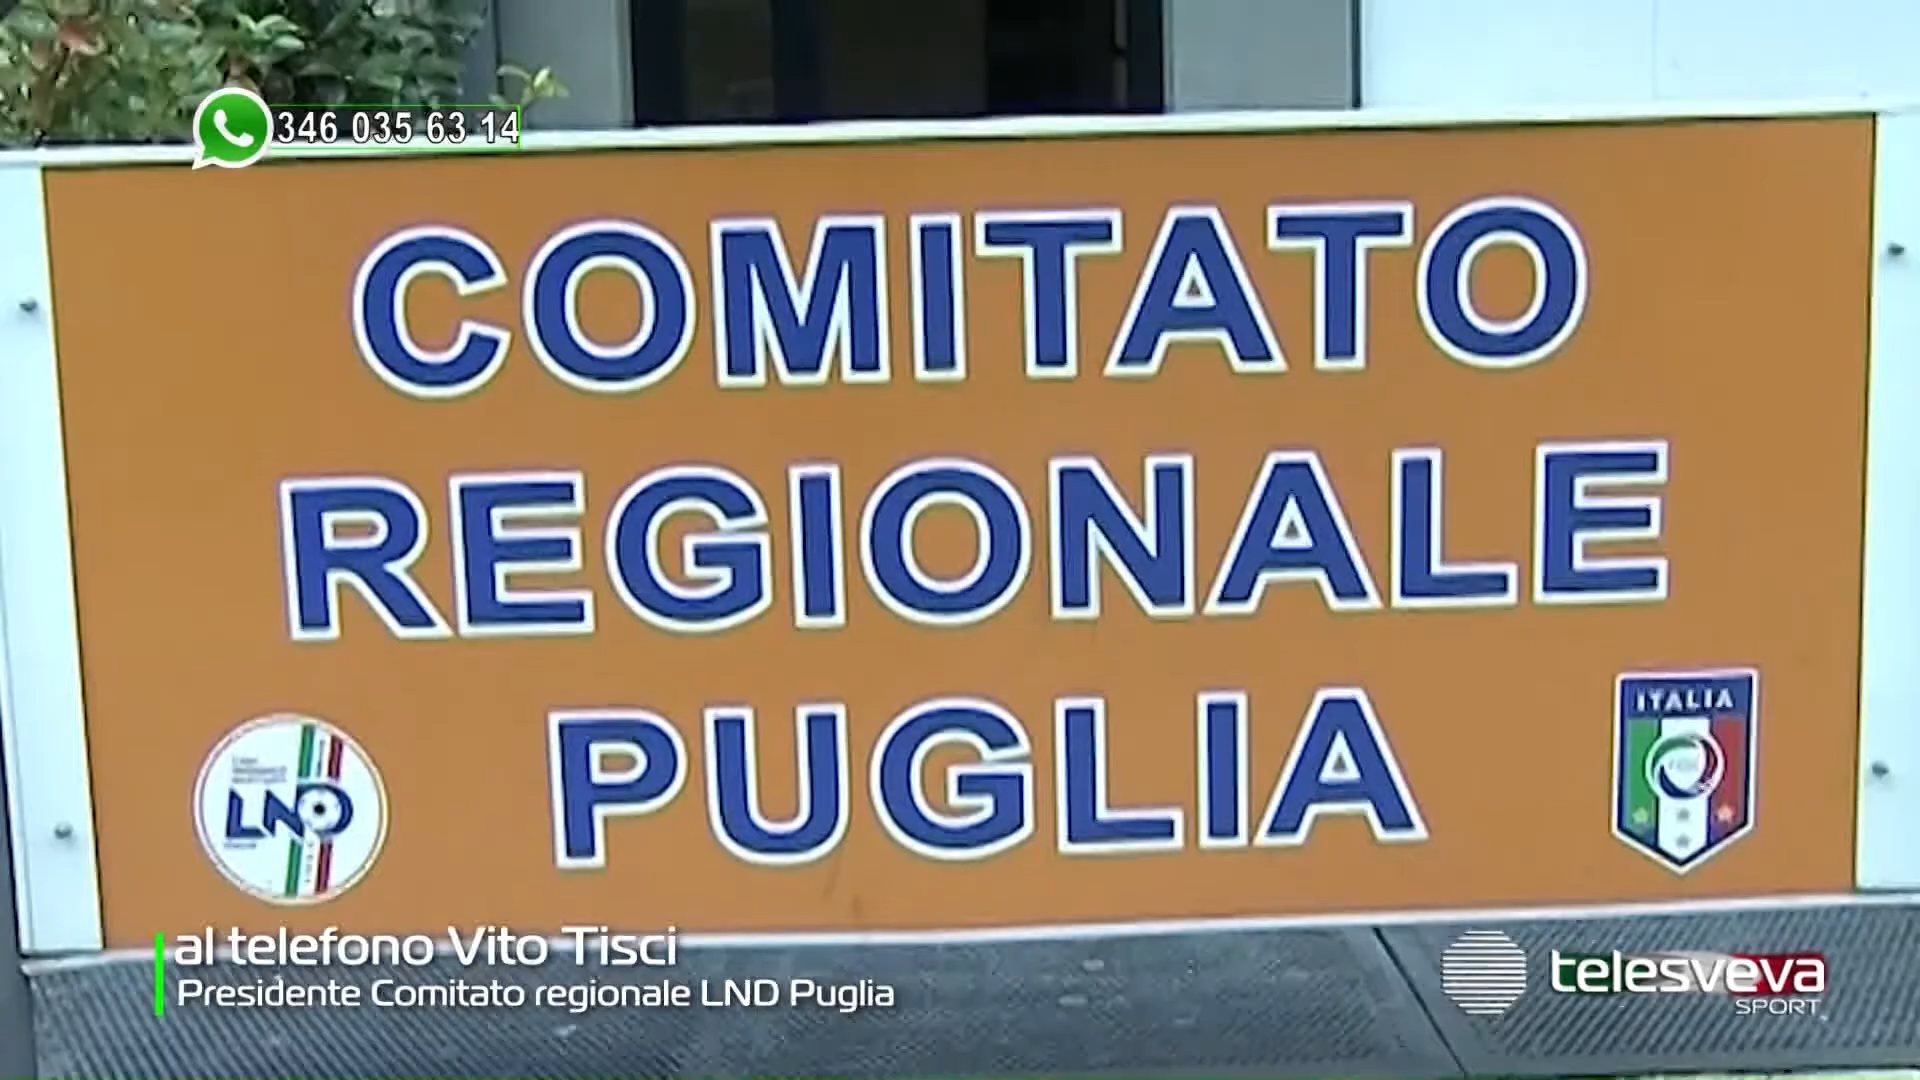 346 035 63 14
COMITATO
REGIONALE
PUGLIA
ITALIA
LND
al telefono Vito Tisci
Presidente Comitato regionale LND Puglia
telesveva
SPORT